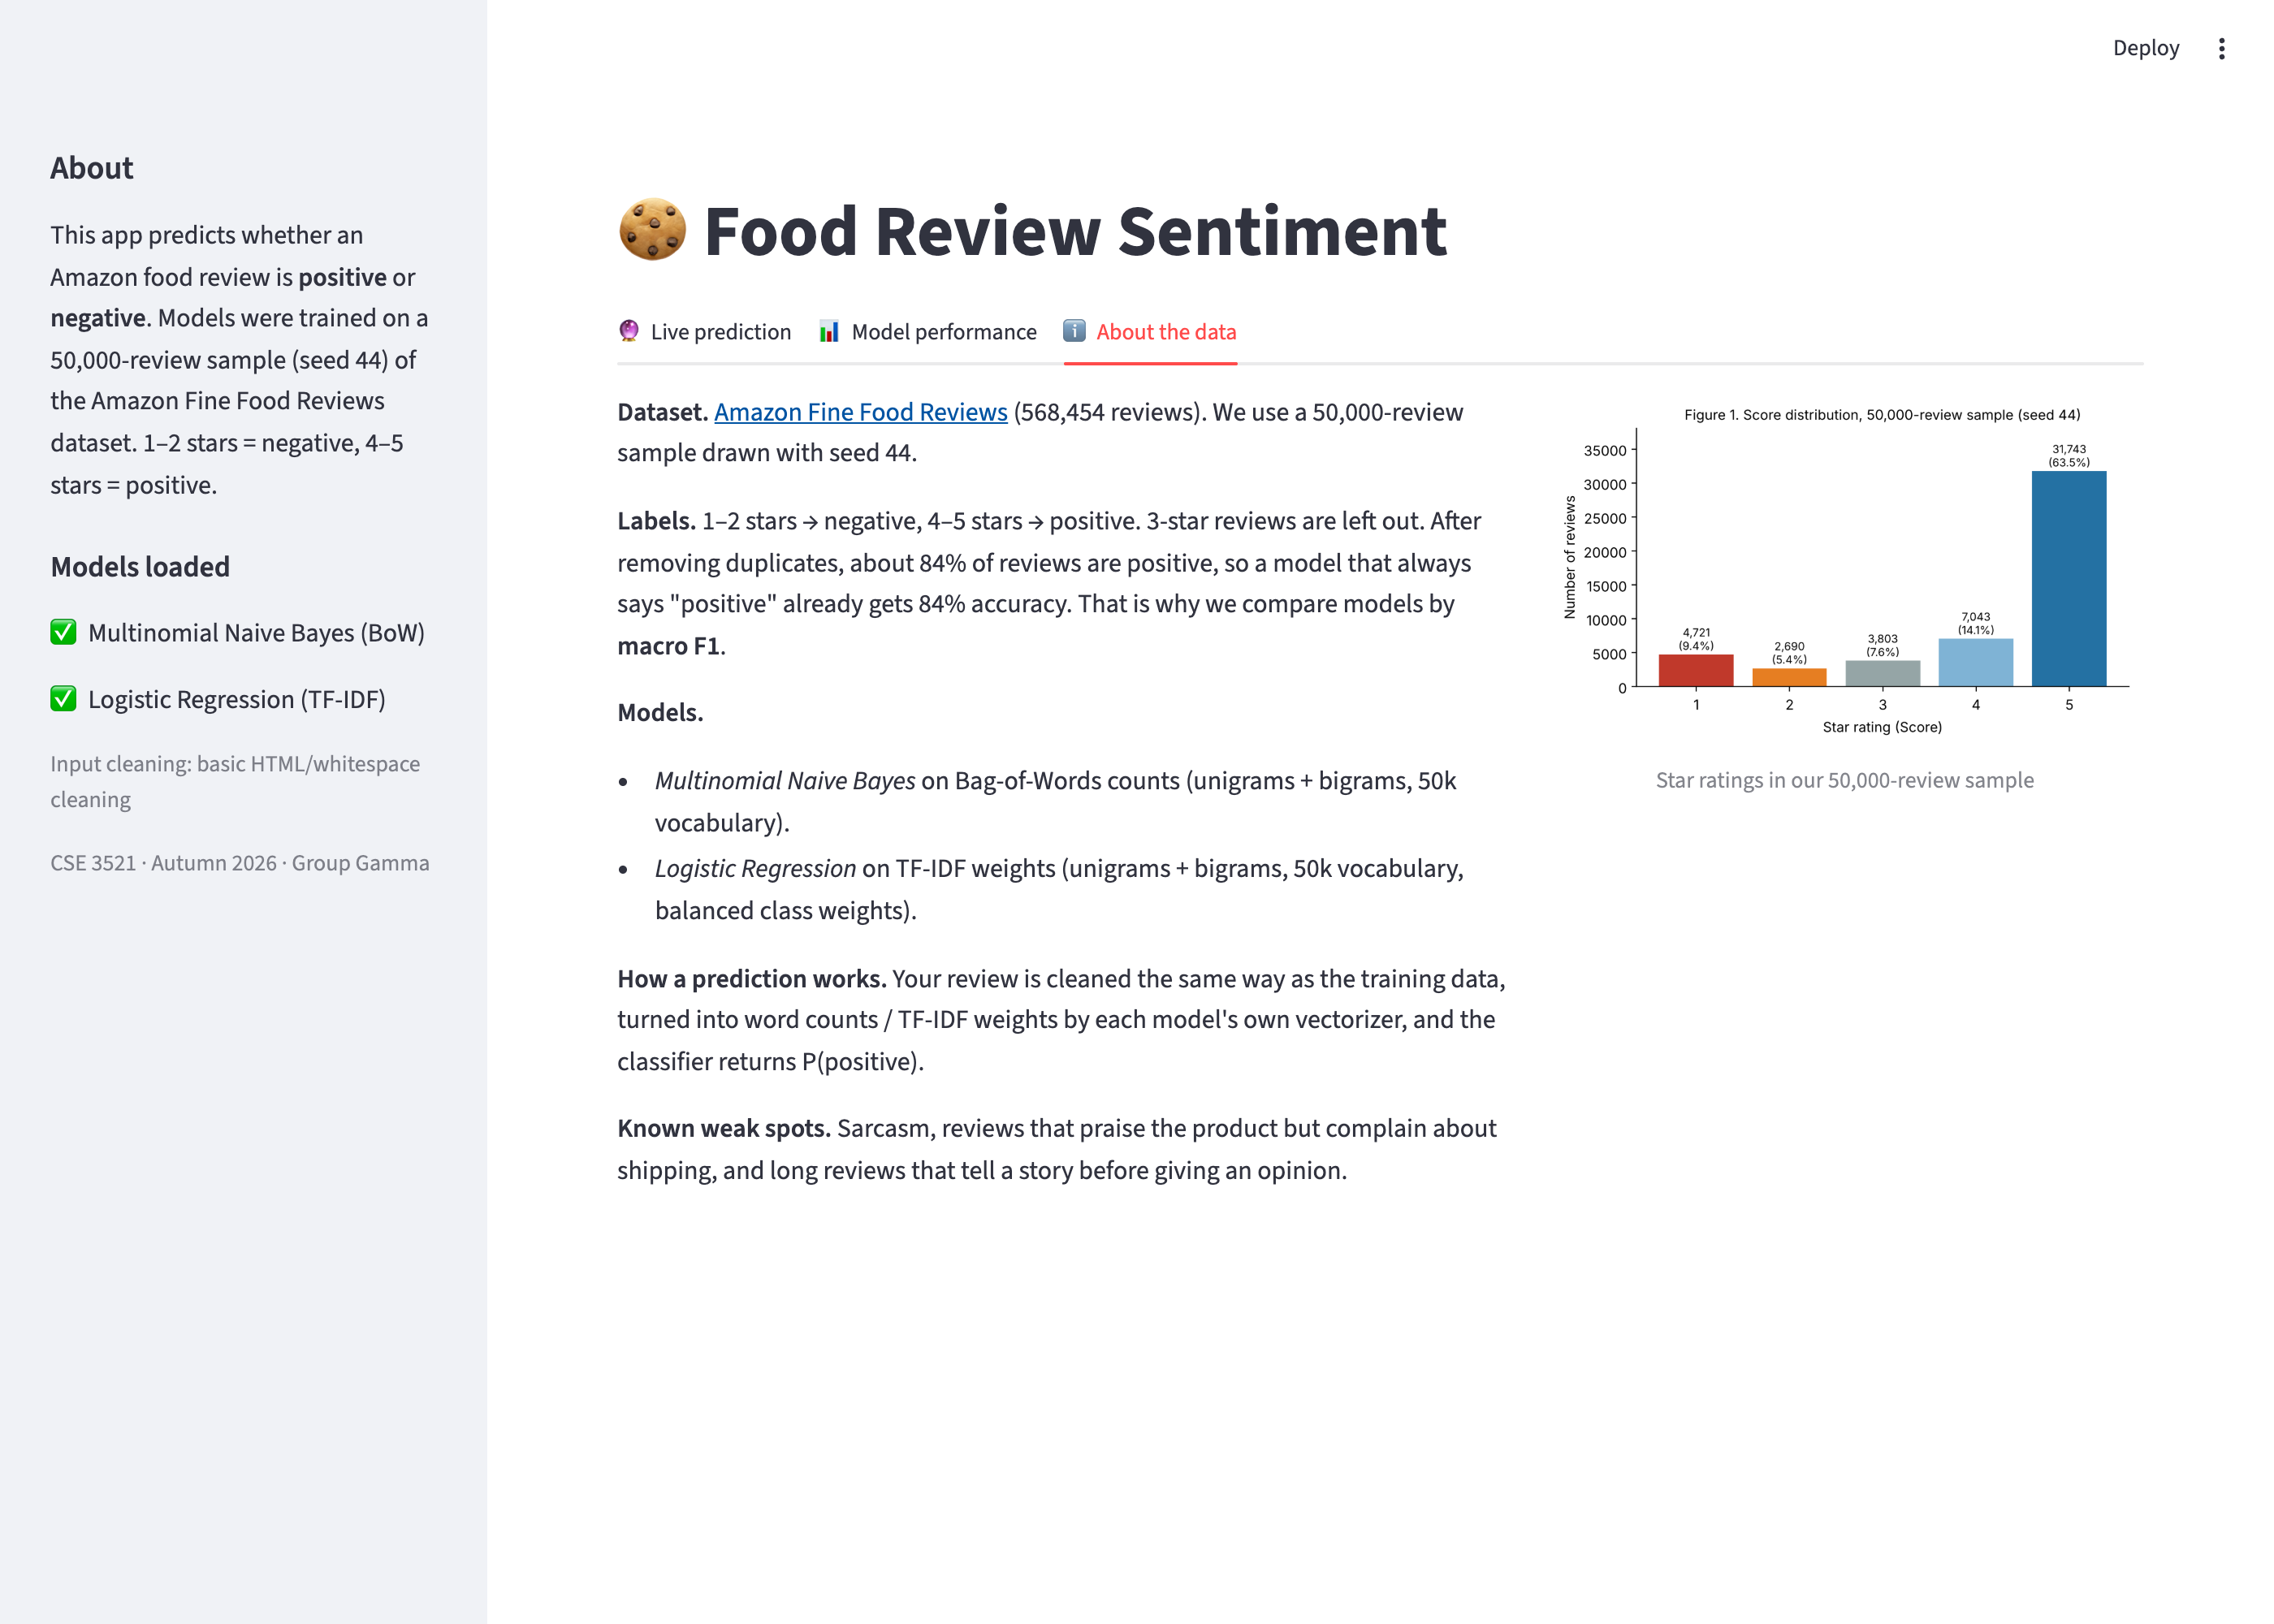 Deploy
About
This app predicts whether an
Amazon food review is positive or
negative. Models were trained on a
50,000-review sample (seed 44) of
the Amazon Fine Food Reviews
dataset. 1–2 stars = negative, 4–5
stars = positive.
Models loaded
✅ Multinomial Naive Bayes (BoW)
✅ Logistic Regression (TF-IDF)
Input cleaning: basic HTML/whitespace
cleaning
CSE 3521 · Autumn 2026 · Group Gamma
🍪 Food Review Sentiment
🔮 Live prediction 📊 Model performance ℹ️ About the data
Dataset. Amazon Fine Food Reviews (568,454 reviews). We use a 50,000-review
sample drawn with seed 44.
Labels. 1–2 stars → negative, 4–5 stars → positive. 3-star reviews are left out. After
removing duplicates, about 84% of reviews are positive, so a model that always
says "positive" already gets 84% accuracy. That is why we compare models by
macro F1.
Models.
• Multinomial Naive Bayes on Bag-of-Words counts (unigrams + bigrams, 50k
vocabulary).
• Logistic Regression on TF-IDF weights (unigrams + bigrams, 50k vocabulary,
balanced class weights).
How a prediction works. Your review is cleaned the same way as the training data,
turned into word counts / TF-IDF weights by each model's own vectorizer, and the
classifier returns P(positive).
Known weak spots. Sarcasm, reviews that praise the product but complain about
shipping, and long reviews that tell a story before giving an opinion.
Figure 1. Score distribution, 50,000-review sample (seed 44)
Number of reviews
35000
30000
25000
20000
15000
10000
5000
0
4,721
(9.4%)
2,690
(5.4%)
3,803
(7.6%)
7,043
(14.1%)
31,743
(63.5%)
1 2 3 4 5
Star rating (Score)
Star ratings in our 50,000-review sample